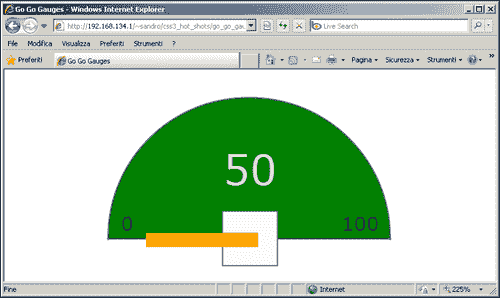 Go Go Gauges - Windows Internet Explorer
http://192.168.134.1/~sandro/css3_hot_shots/go_go_gau
Live Search
File Modifica Visualizza Preferiti Strumenti ?
Preferiti Go Go Gauges Pagina Sicurezza Strumenti
50
0 100
Fine Internet 225%